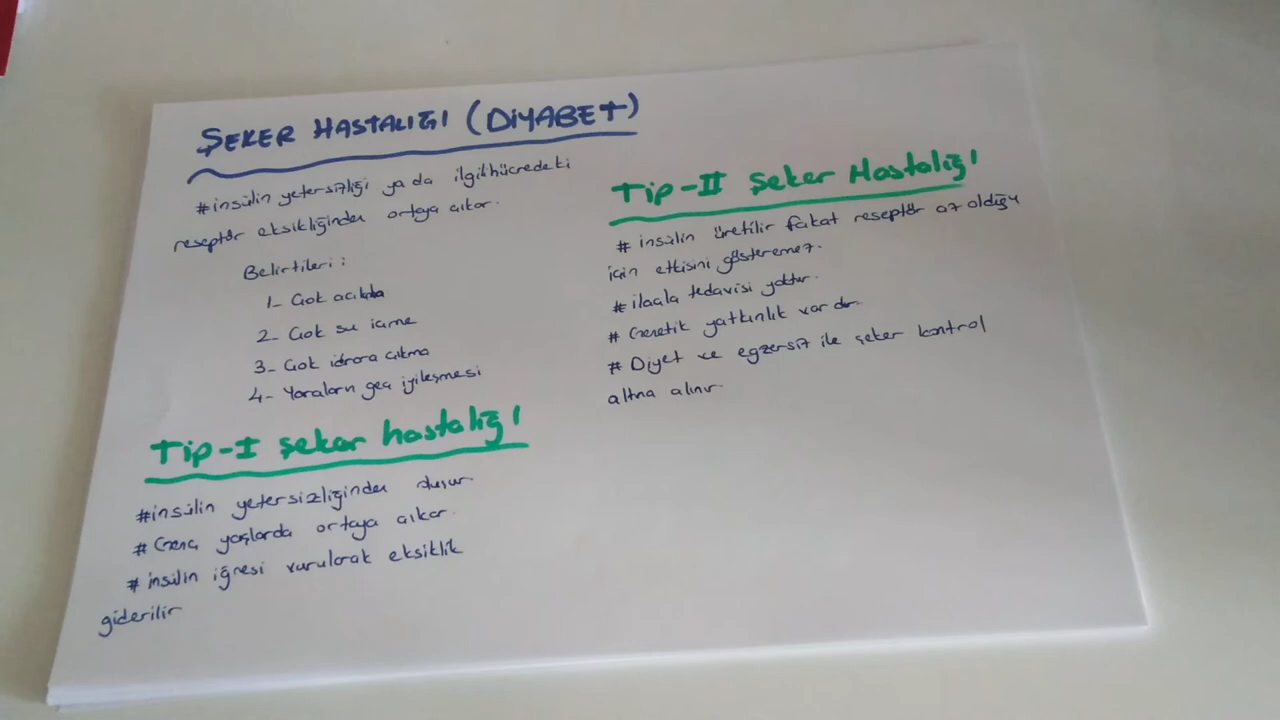 ŞEKER HASTALIĞI (DİYABET)
#insülin yetersizliği ya da ilgili hücredeki
reseptör eksikliğinden ortaya çıkar.
Belirtileri:
1- Çok acıkma
2- Çok su içme
3- Çok idrara çıkma
4- Yaraların geç iyileşmesi
Tip-I şeker hastalığı
#insülin yetersizliğinden oluşur.
# Genç yaşlarda ortaya çıkar.
# insülin iğnesi vurularak eksiklik
giderilir
Tip-II Şeker Hastalığı
# insülin üretilir fakat reseptör az olduğu
için etkisini gösteremez.
# ilaçla tedavisi yoktur.
# Genetik yatkınlık vardır.
# Diyet ve egzersiz ile şeker kontrol
altına alınır.